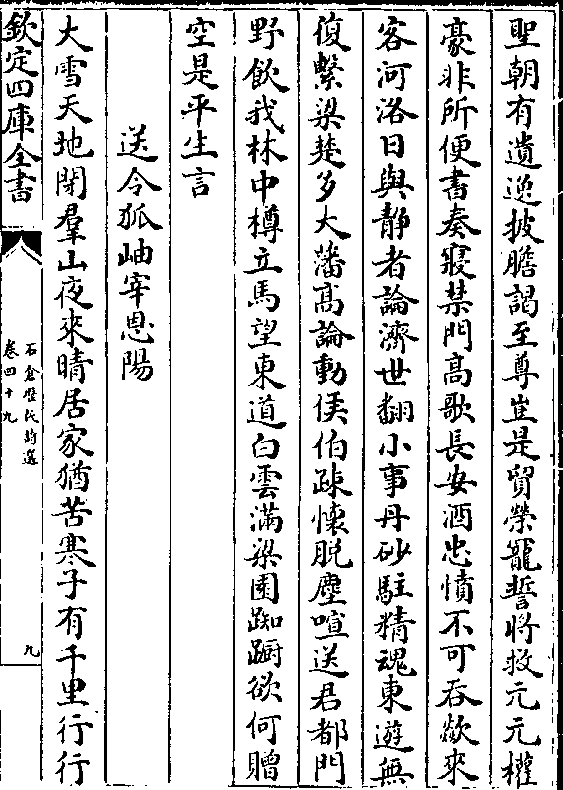 聖朝有遺逸披膽謁至尊豈是貿榮寵誓將救元元權
豪非所便書奏寢禁門高歌長安酒忠憤不可吞欻來
客河洛日與静者論濟世翻小事丹砂駐精魂東遊無
復繫梁楚多大藩高論動侯伯疎懷脱塵喧送君都門
野飲我林中樽立馬望東道白雲滿梁園踟蹰欲何贈
空是平生言
送令狐岫宰恩陽
大雪天地閉羣山夜來晴居家猶苦寒子有千里行行
欽定四庫全書
石倉歷代詩選
卷四十九
九